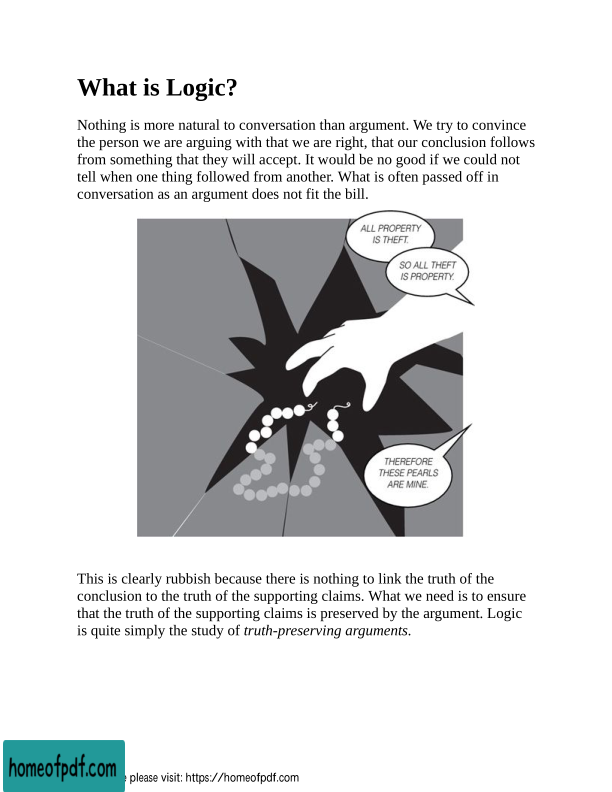 What is Logic?
Nothing is more natural to conversation than argument. We try to convince
the person we are arguing with that we are right, that our conclusion follows
from something that they will accept. It would be no good if we could not
tell when one thing followed from another. What is often passed off in
conversation as an argument does not fit the bill.
ALL PROPERTY
IS THEFT.
SO ALL THEFT
IS PROPERTY.
THEREFORE
THESE PEARLS
ARE MINE.
This is clearly rubbish because there is nothing to link the truth of the
conclusion to the truth of the supporting claims. What we need is to ensure
that the truth of the supporting claims is preserved by the argument. Logic
is quite simply the study of truth-preserving arguments.
homeofpdf.com
e please visit: https://homeofpdf.com